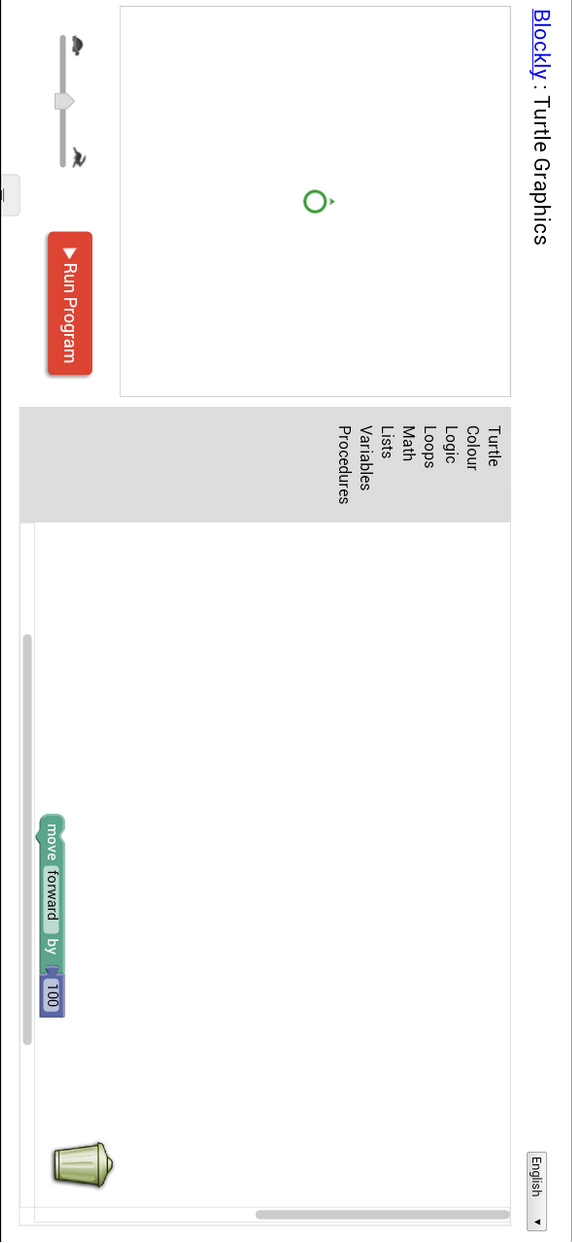 Blockly : Turtle Graphics
English
Run Program
Turtle
Colour
Logic
Loops
Math
Lists
Variables
Procedures
move forward by 100